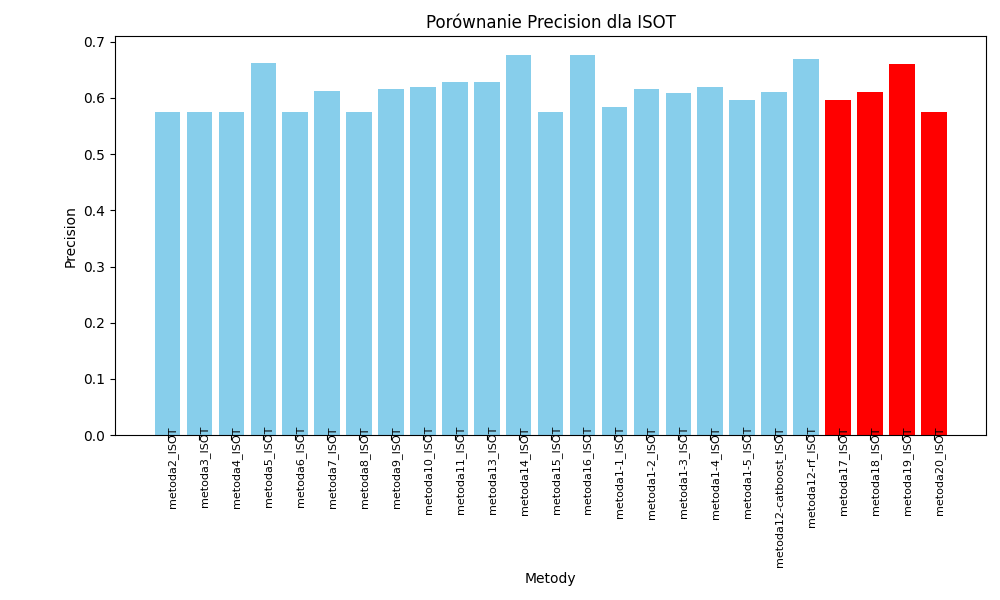 Porównanie Precision dla ISOT
Precision
0.7
0.6
0.5
0.4
0.3
0.2
0.1
0.0
metoda2_ISOT
metoda3_ISOT
metoda4_ISOT
metoda5_ISOT
metoda6_ISOT
metoda7_ISOT
metoda8_ISOT
metoda9_ISOT
metoda10_ISOT
metoda11_ISOT
metoda13_ISOT
metoda14_ISOT
metoda15_ISOT
metoda16_ISOT
metoda1-1_ISOT
metoda1-2_ISOT
metoda1-3_ISOT
metoda1-4_ISOT
metoda1-5_ISOT
metoda12-catboost_ISOT
metoda12-rf_ISOT
metoda17_ISOT
metoda18_ISOT
metoda19_ISOT
metoda20_ISOT
Metody